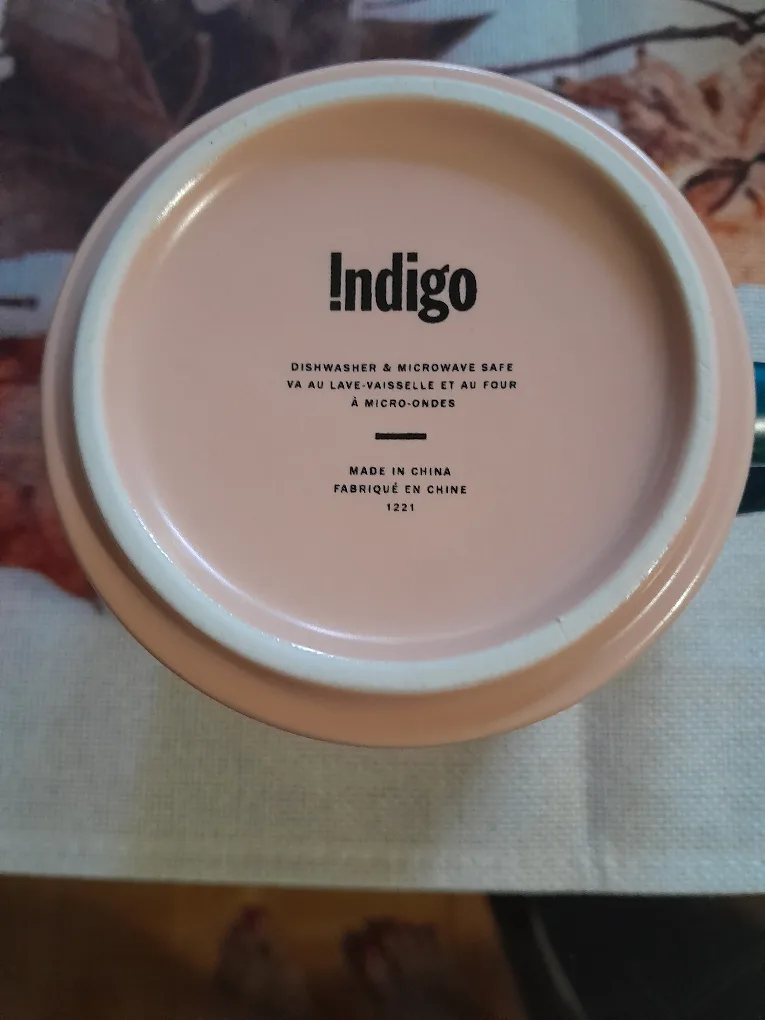 !ndigo
DISHWASHER & MICROWAVE SAFE
VA AU LAVE-VAISSELLE ET AU FOUR
À MICRO-ONDES
MADE IN CHINA
FABRIQUÉ EN CHINE
1221